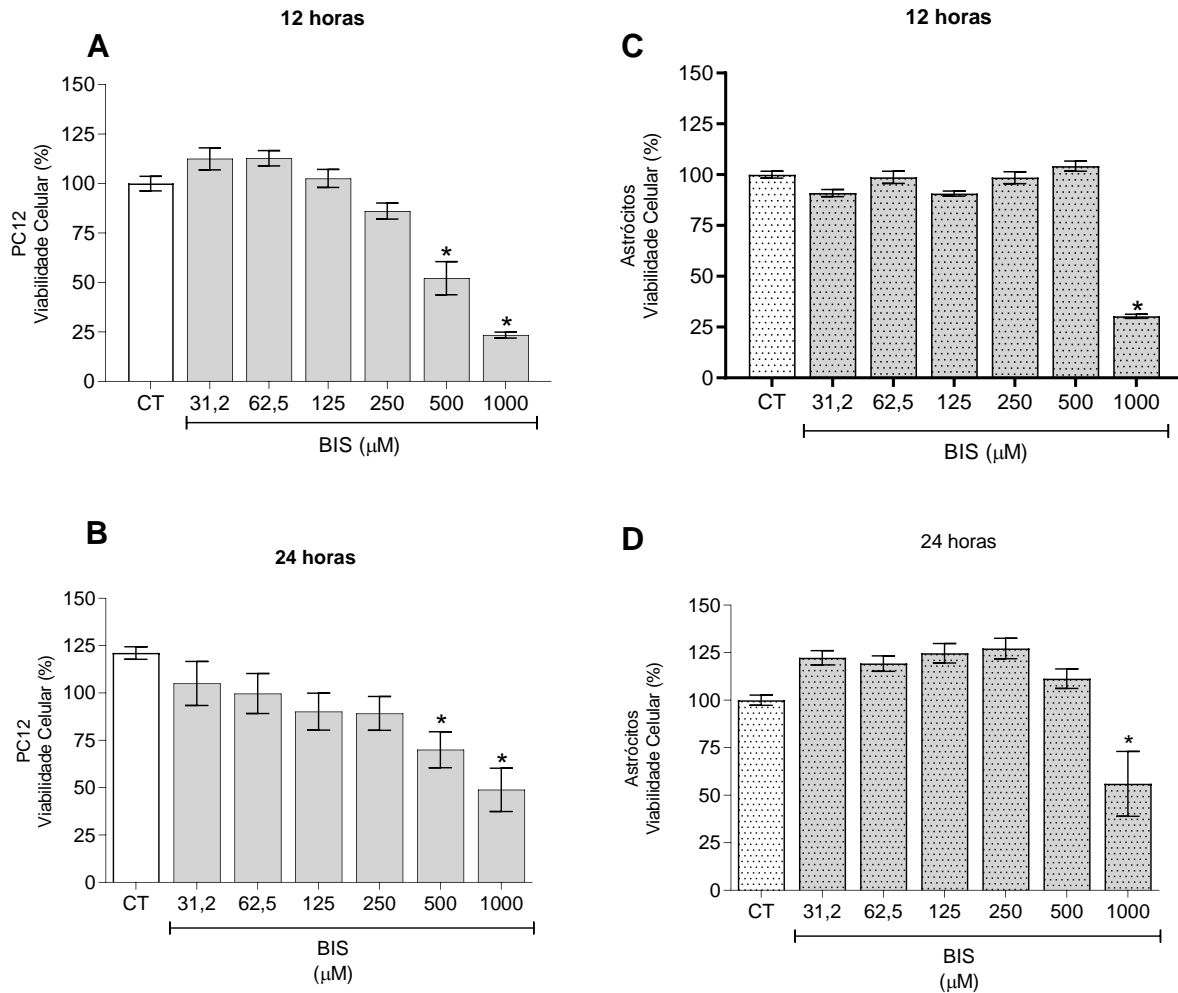 12 horas
A
150
125
100
75
50
25
0
PC12
Viabilidade Celular (%)
*
*
CT 31,2 62,5 125 250 500 1000
BIS (μM)
12 horas
C
150
125
100
75
50
25
0
Astrócitos
Viabilidade Celular (%)
*
CT 31,2 62,5 125 250 500 1000
BIS (μM)
B
24 horas
150
125
100
75
50
25
0
PC12
Viabilidade Celular (%)
*
*
CT 31,2 62,5 125 250 500 1000
BIS
(μM)
D
24 horas
150
125
100
75
50
25
0
Astrócitos
Viabilidade Celular (%)
*
CT 31,2 62,5 125 250 500 1000
BIS
(μM)